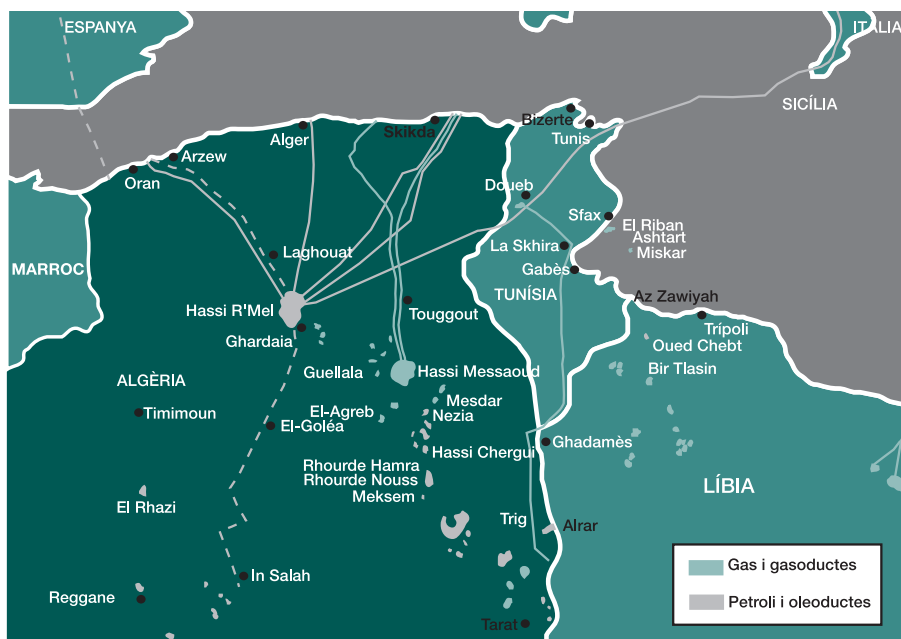 ESPANYA
ITALIA
SICÍLIA
Bizerte
Tunis
Skikda
Alger
Arzew
Oran
Doueb
Sfax
El Riban
Ashtart
Miskar
La Skhira
Gabès
Laghouat
MARROC
TUNÍSIA
Az Zawiyah
Hassi R'Mel
Touggout
Trípoli
Ghardaia
Oued Chebt
Guellala
Hassi Messaoud
Bir Tlasin
ALGÈRIA
Mesdar
Timimoun
El-Agreb
Nezia
El-Goléa
Hassi Chergui
Ghadamès
Rhourde Hamra
Rhourde Nouss
Meksem
LÍBIA
El Rhazi
Trig
Alrar
Gas i gasoductes
In Salah
Reggane
Petroli i oleoductes
Tarat